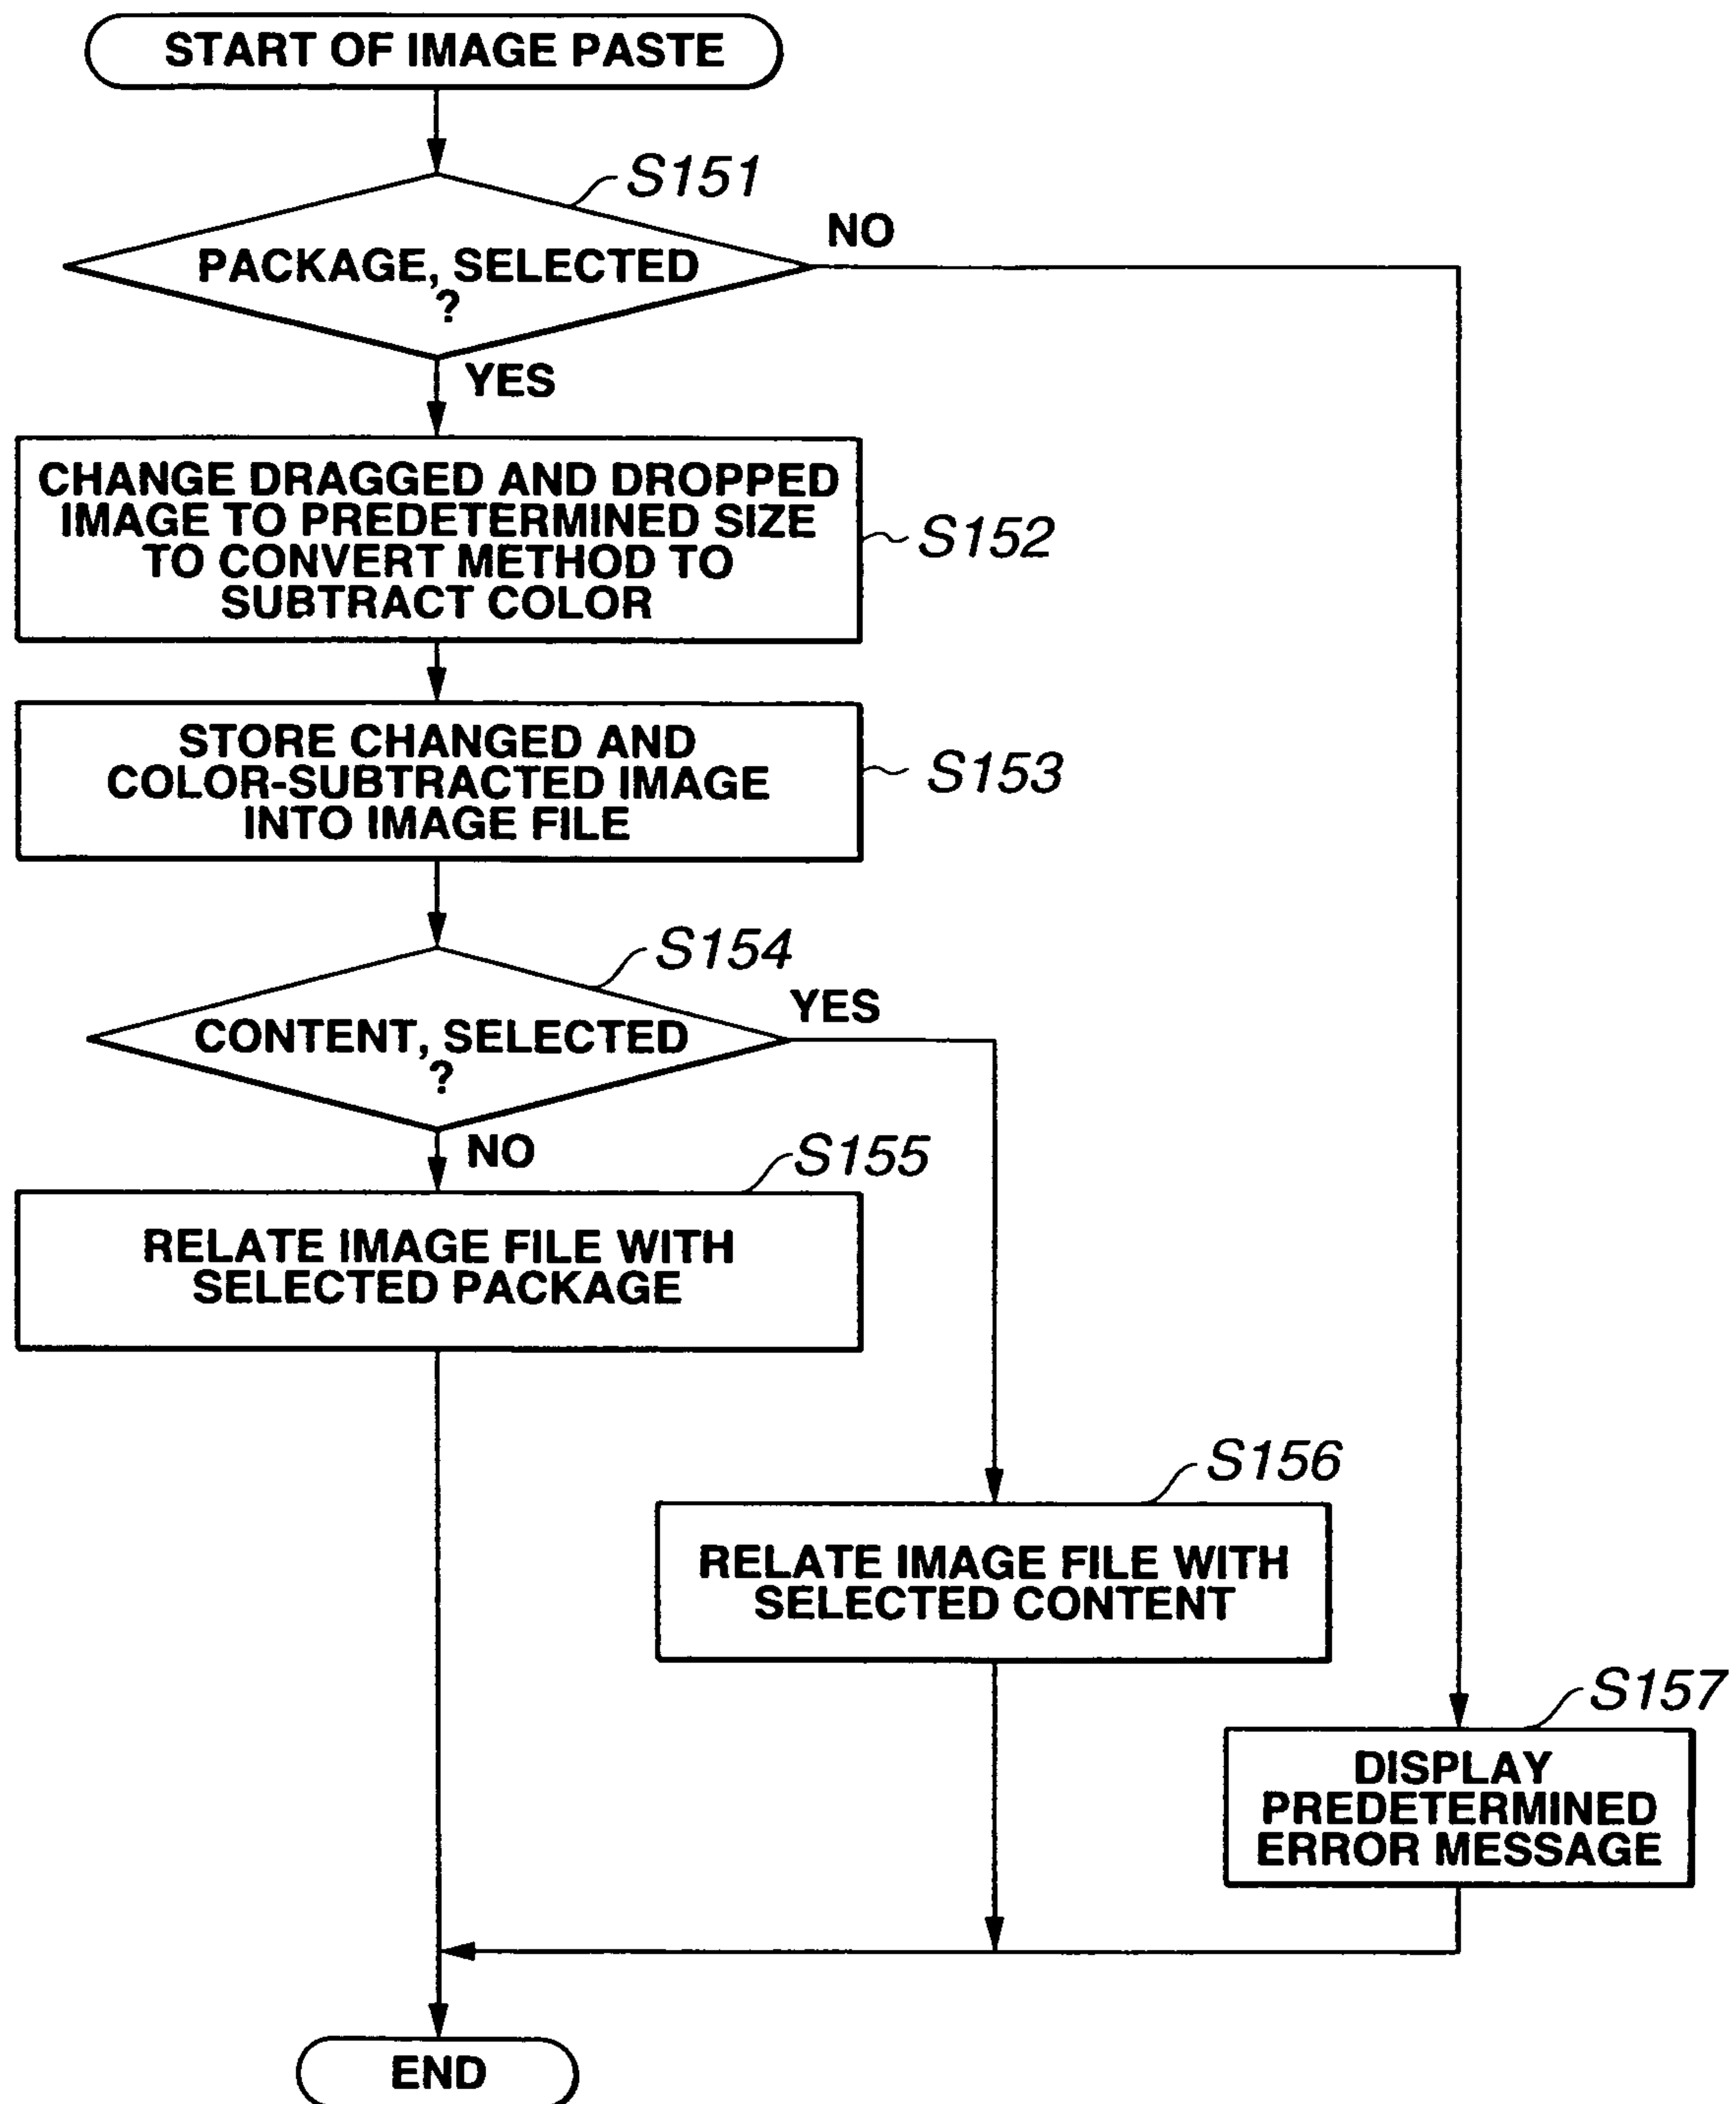 START OF IMAGE PASTE
S151
PACKAGE, SELECTED
?
NO
YES
CHANGE DRAGGED AND DROPPED
IMAGE TO PREDETERMINED SIZE
TO CONVERT METHOD TO
SUBTRACT COLOR
S152
STORE CHANGED AND
COLOR-SUBTRACTED IMAGE
INTO IMAGE FILE
S153
S154
CONTENT, SELECTED
?
YES
NO
S155
RELATE IMAGE FILE WITH
SELECTED PACKAGE
S156
RELATE IMAGE FILE WITH
SELECTED CONTENT
S157
DISPLAY
PREDETERMINED
ERROR MESSAGE
END